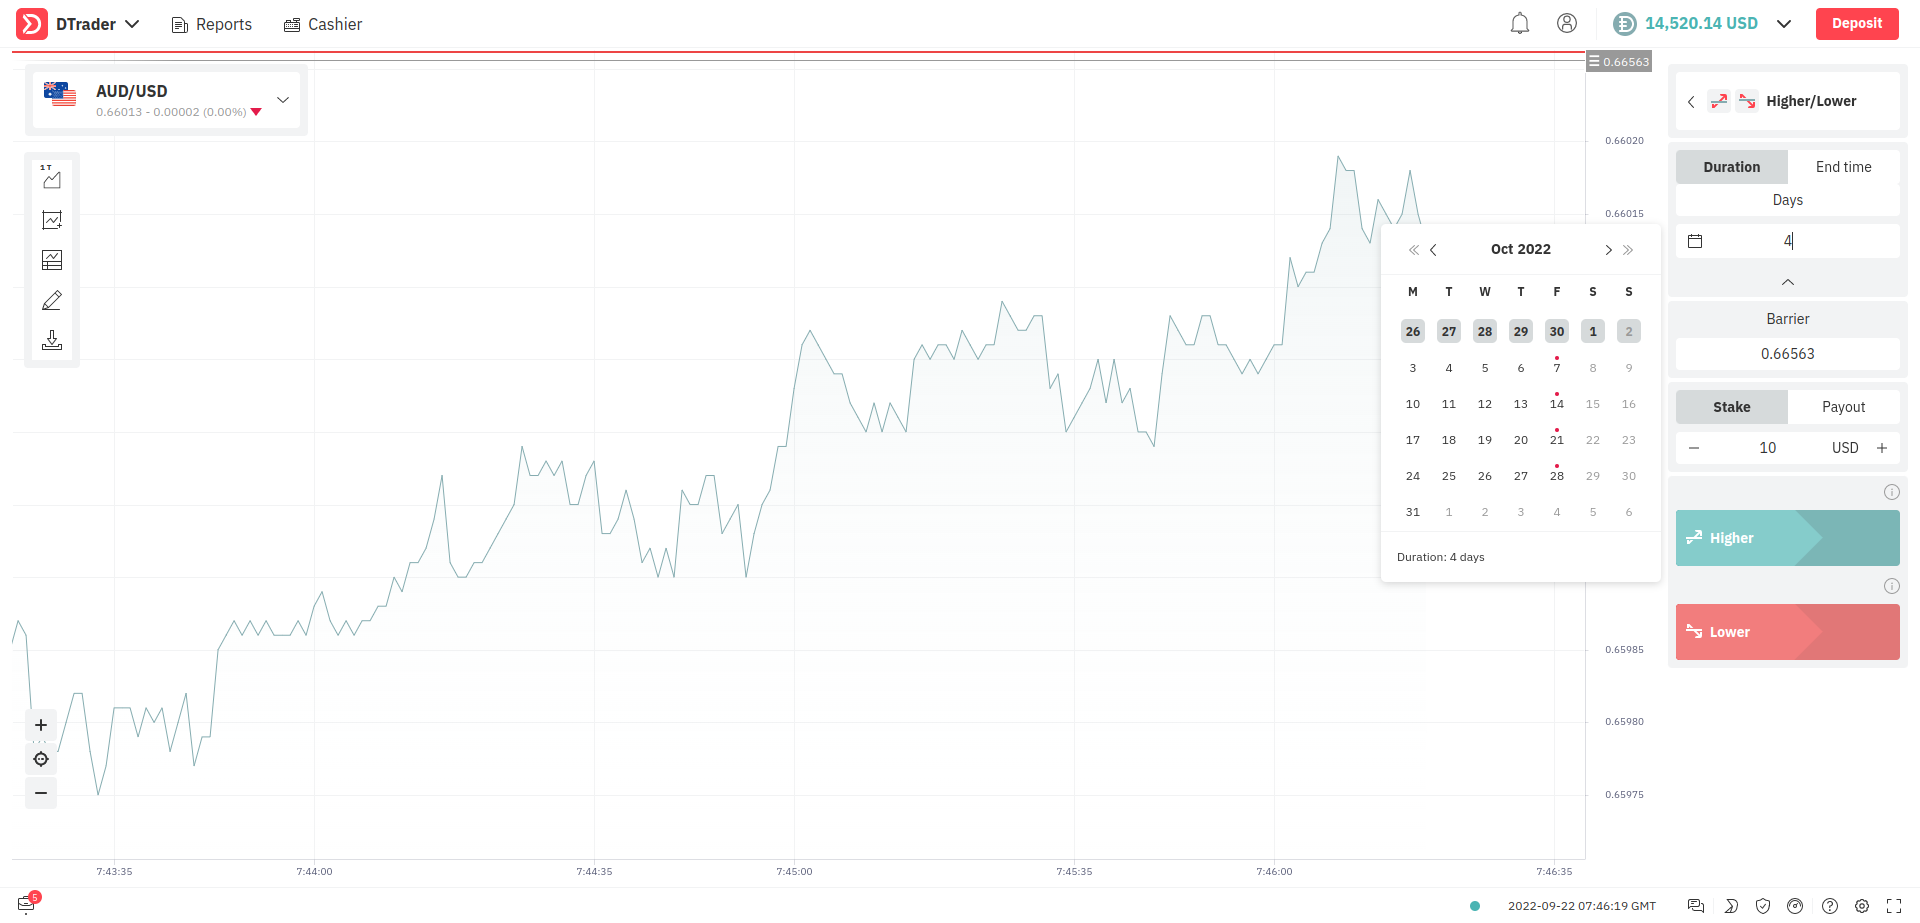 DTrader
Reports
Cashier
14,520.14 USD
Deposit
0.66563
AUD/USD
0.66013 - 0.00002 (0.00%)
1 T
0.66020
0.66015
0.65985
0.65980
0.65975
7:43:35
7:44:00
7:44:35
7:45:00
7:45:35
7:46:00
7:46:35
Oct 2022
M T W T F S S
26 27 28 29 30 1 2
3 4 5 6 7 8 9
10 11 12 13 14 15 16
17 18 19 20 21 22 23
24 25 26 27 28 29 30
31 1 2 3 4 5 6
Duration: 4 days
Higher/Lower
Duration
End time
Days
4
Barrier
0.66563
Stake
Payout
10
USD
Higher
Lower
5
2022-09-22 07:46:19 GMT